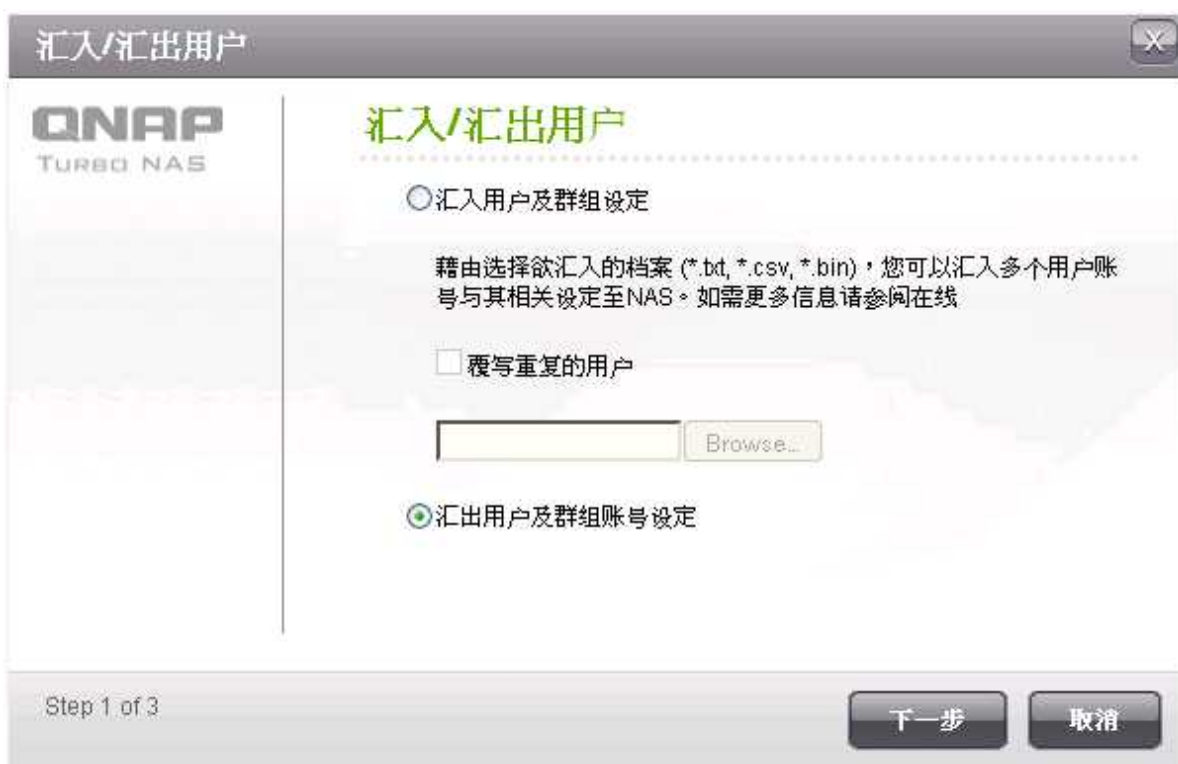 汇入/汇出用户
X
QNAP
TURBO NAS
汇入/汇出用户
汇入用户及群组设定
藉由选择欲汇入的档案 (*.txt, *.csv, *.bin)，您可以汇入多个用户账
号与其相关设定至NAS。如需更多信息请参阅在线
覆写重复的用户
Browse...
汇出用户及群组账号设定
Step 1 of 3
下一步
取消